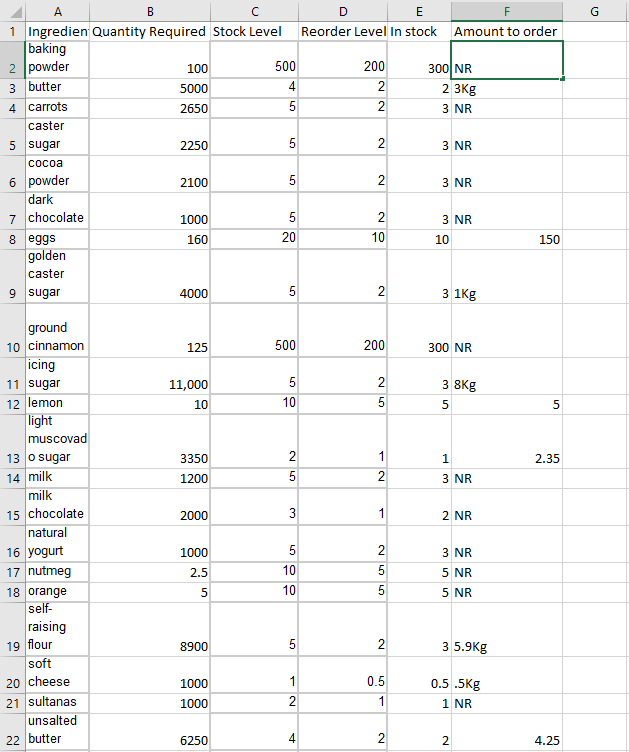 A B C D E F G
1 Ingredien Quantity Required Stock Level Reorder Level In stock Amount to order
baking
2 powder 100 500 200 300 NR
3 butter 5000 4 2 2 3Kg
4 carrots 2650 5 2 3 NR
caster
5 sugar 2250 5 2 3 NR
cocoa
6 powder 2100 5 2 3 NR
dark
7 chocolate 1000 5 2 3 NR
8 eggs 160 20 10 10 150
golden
caster
9 sugar 4000 5 2 3 1Kg
ground
10 cinnamon 125 500 200 300 NR
icing
11 sugar 11,000 5 2 3 8Kg
12 lemon 10 10 5 5 5
light
muscovad
13 o sugar 3350 2 1 1 2.35
14 milk 1200 5 2 3 NR
milk
15 chocolate 2000 3 1 2 NR
natural
16 yogurt 1000 5 2 3 NR
17 nutmeg 2.5 10 5 5 NR
18 orange 5 10 5 5 NR
self-
raising
19 flour 8900 5 2 3 5.9Kg
soft
20 cheese 1000 1 0.5 0.5 .5Kg
21 sultanas 1000 2 1 1 NR
unsalted
22 butter 6250 4 2 2 4.25